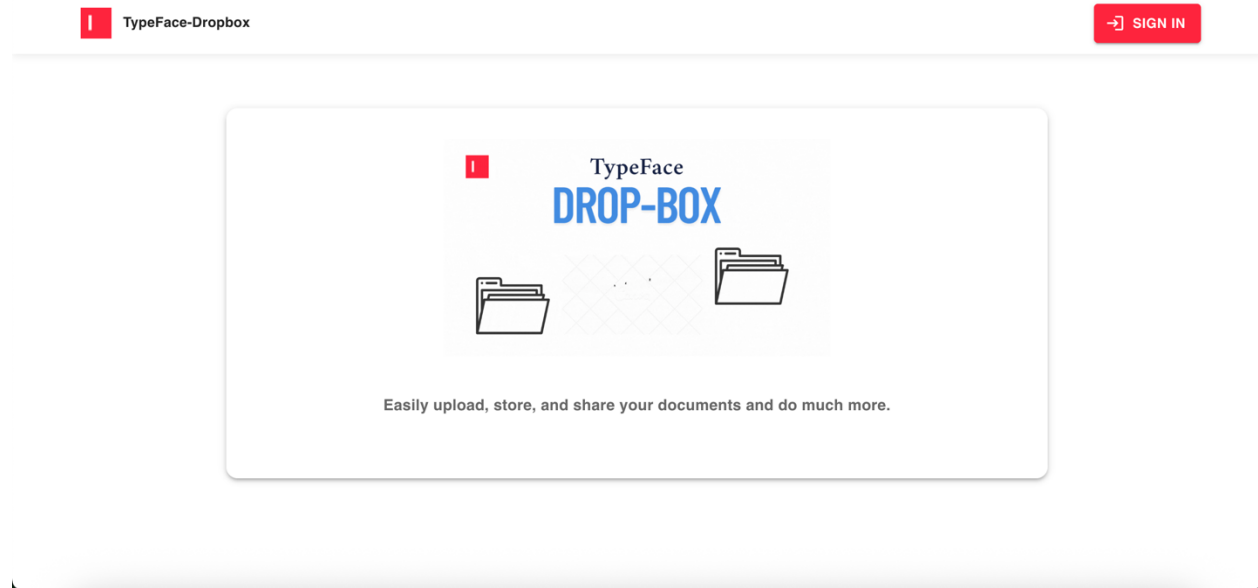 TypeFace-Dropbox
SIGN IN
TypeFace
DROP-BOX
Easily upload, store, and share your documents and do much more.